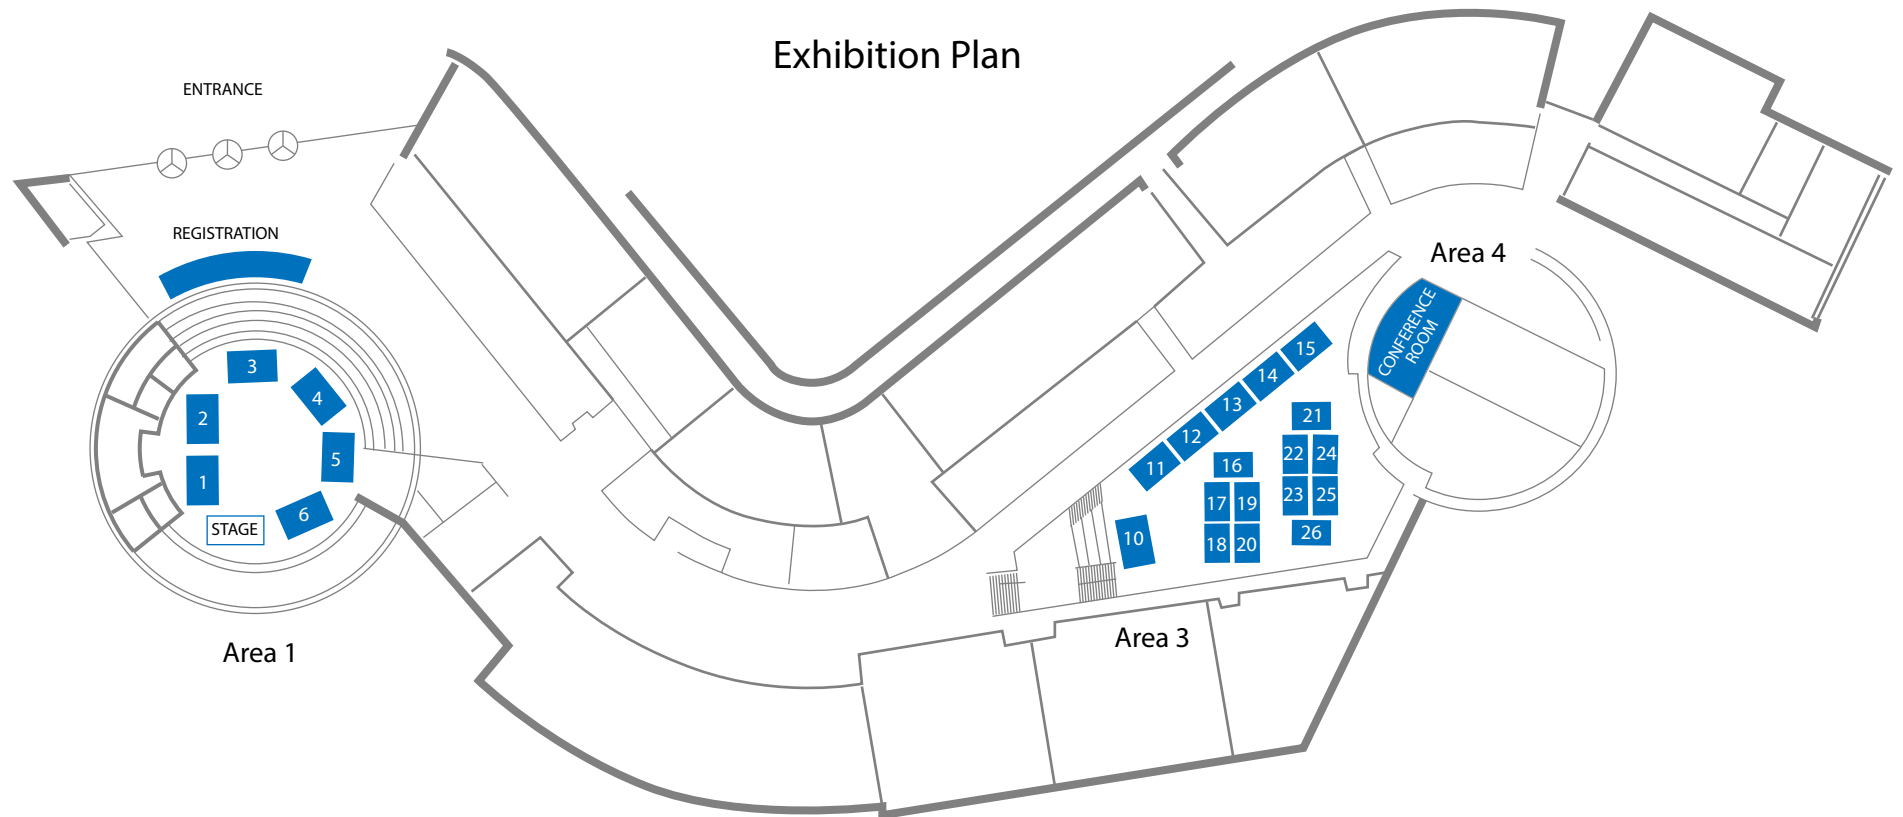 Exhibition Plan
ENTRANCE
REGISTRATION
3
4
2
5
1
6
STAGE
Area 1
Area 4
CONFERENCE
ROOM
15
14
13
12
11
21
22
24
16
23
25
17
19
26
10
18
20
Area 3